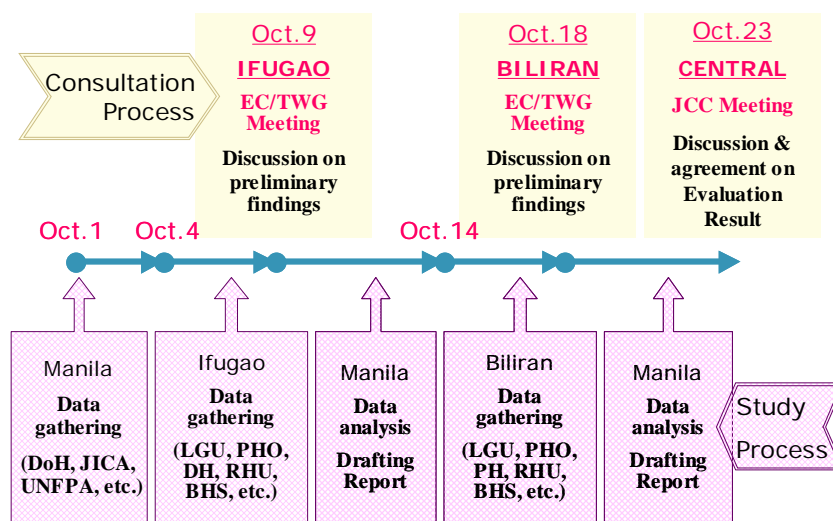 Consultation
Process
Oct.9
IFUGAO
EC/TWG
Meeting
Discussion on
preliminary
findings
Oct.18
BILIRAN
EC/TWG
Meeting
Discussion on
preliminary
findings
Oct.23
CENTRAL
JCC Meeting
Discussion &
agreement on
Evaluation
Result
Oct.1
Oct.4
Oct.14
Manila
Data
gathering
(DoH, JICA,
UNFPA, etc.)
Ifugao
Data
gathering
(LGU, PHO,
DH, RHU,
BHS, etc.)
Manila
Data
analysis
Drafting
Report
Biliran
Data
gathering
(LGU, PHO,
PH, RHU,
BHS, etc.)
Manila
Data
analysis
Drafting
Report
Study
Process